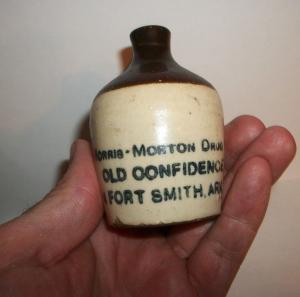 ORRIS-MORTON DRUG
OLD CONFIDENCE
FORT SMITH, ARK